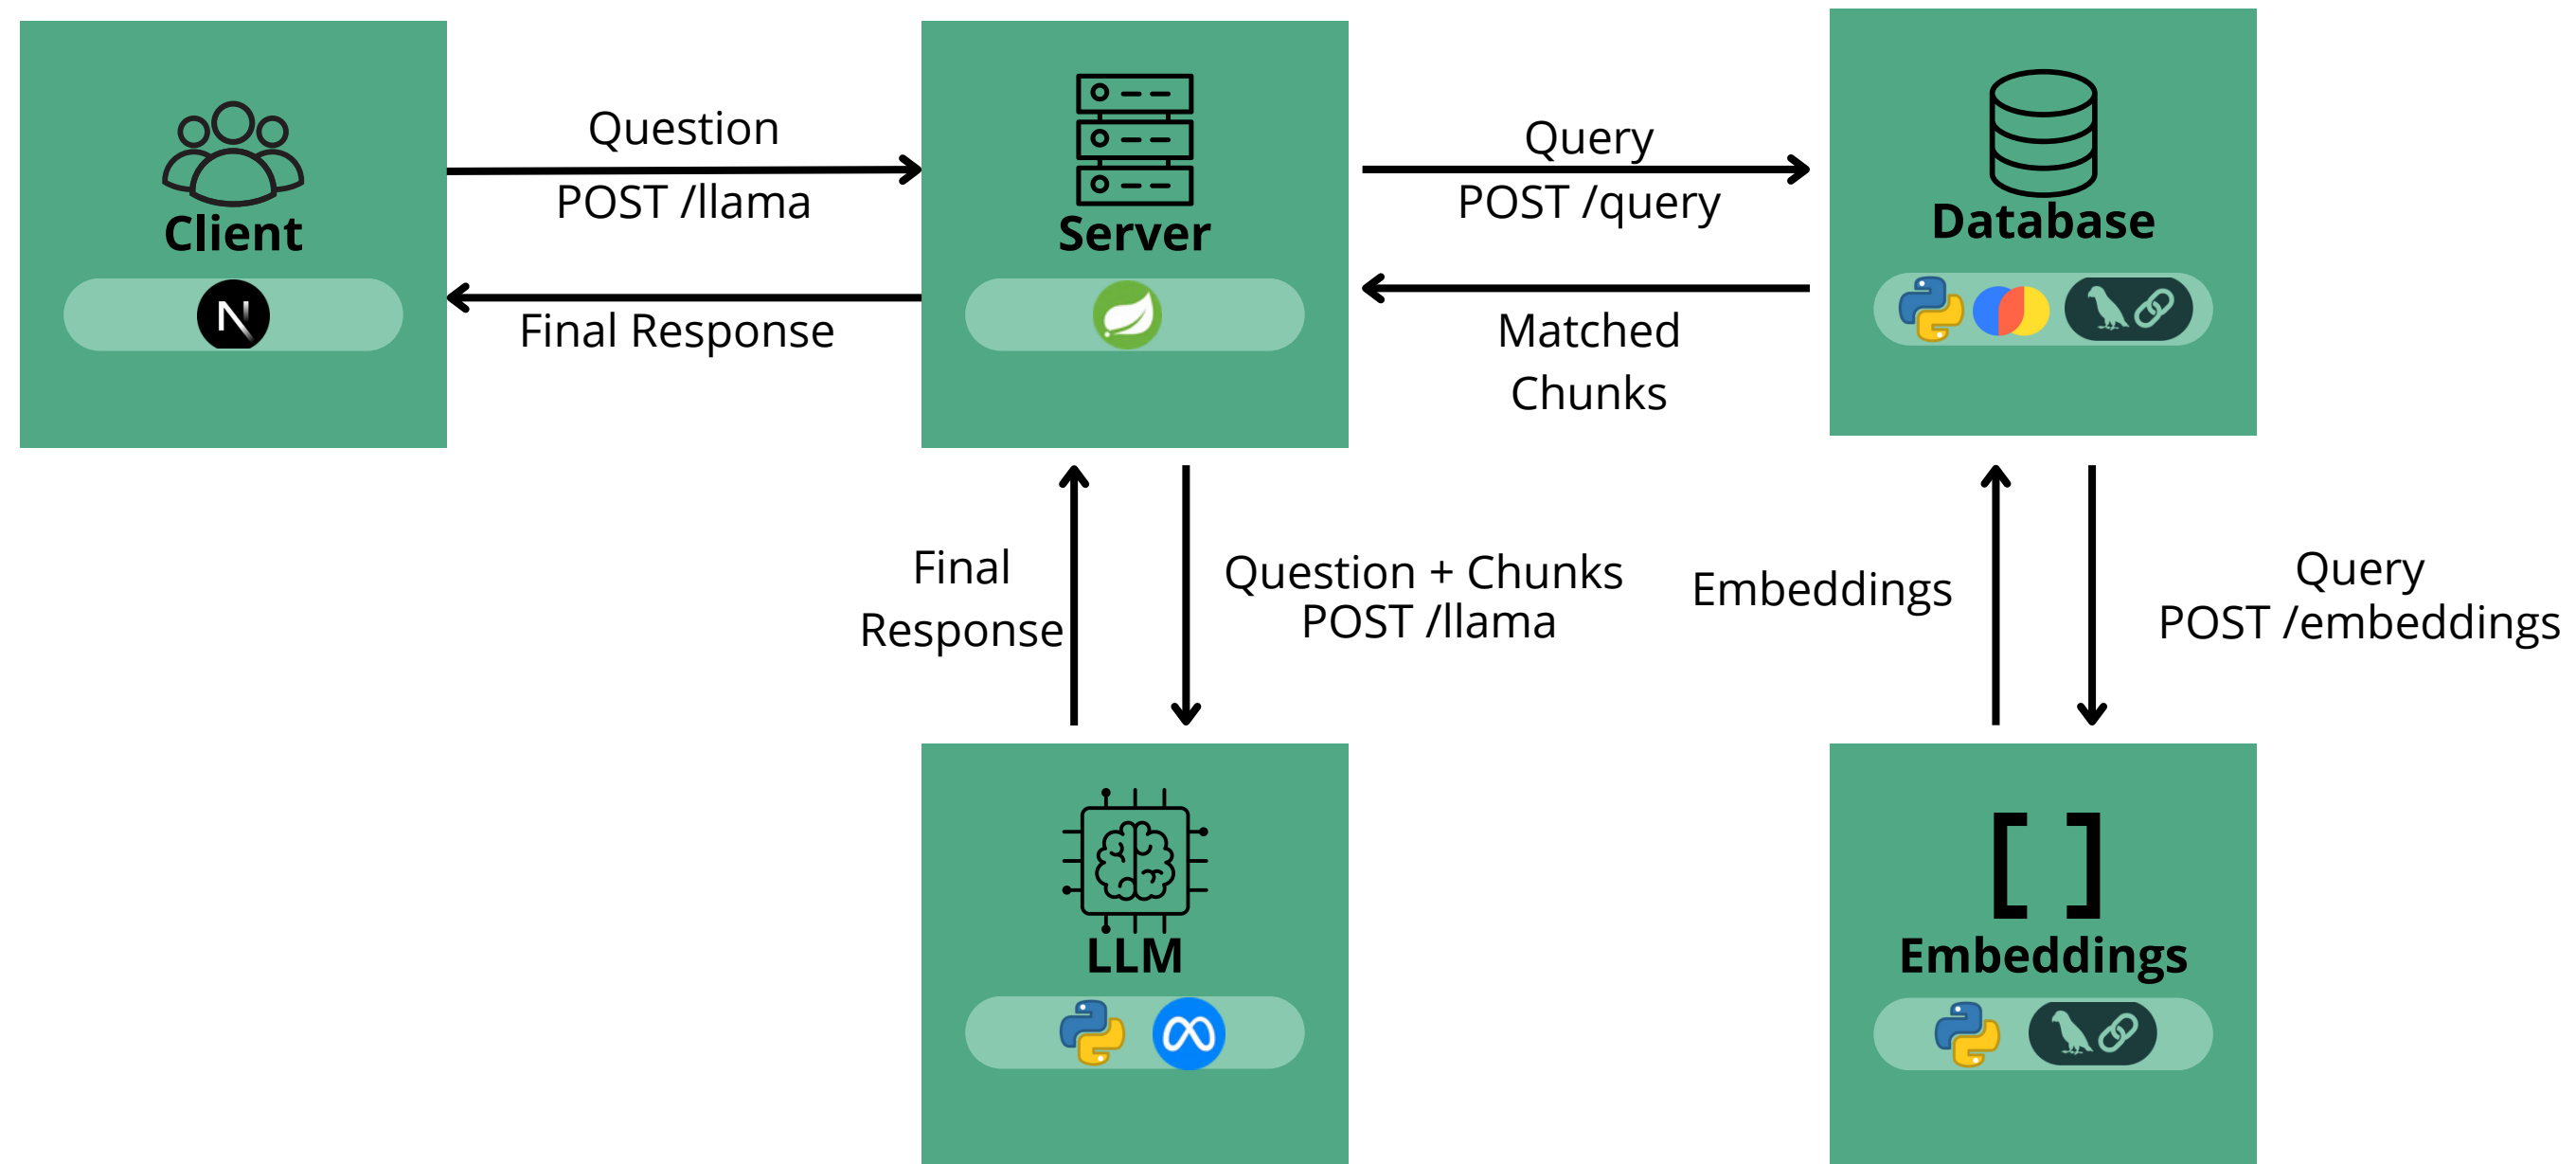 Question
POST /llama
Client
Final Response
Server
Query
POST /query
Matched
Chunks
Database
Final
Response
Question + Chunks
POST /llama
Embeddings
Query
POST /embeddings
LLM
[ ]
Embeddings